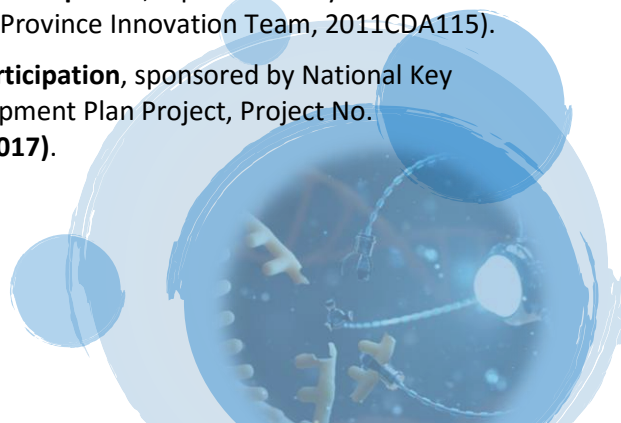 Province Innovation Team, 2011CDA115).
rticipation, sponsored by National Key
pment Plan Project, Project No.
017).